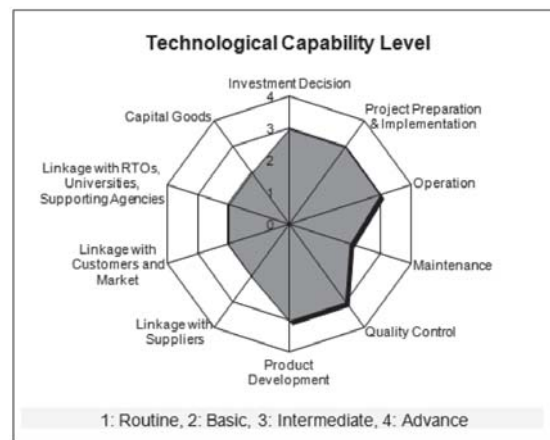 Technological Capability Level
Investment Decision
4
3
2
1
0
Project Preparation
& Implementation
Operation
Maintenance
Quality Control
Product
Development
Linkage with
Suppliers
Linkage with
Customers and
Market
Linkage with RTOs,
Universities,
Supporting Agencies
Capital Goods
1: Routine, 2: Basic, 3: Intermediate, 4: Advance